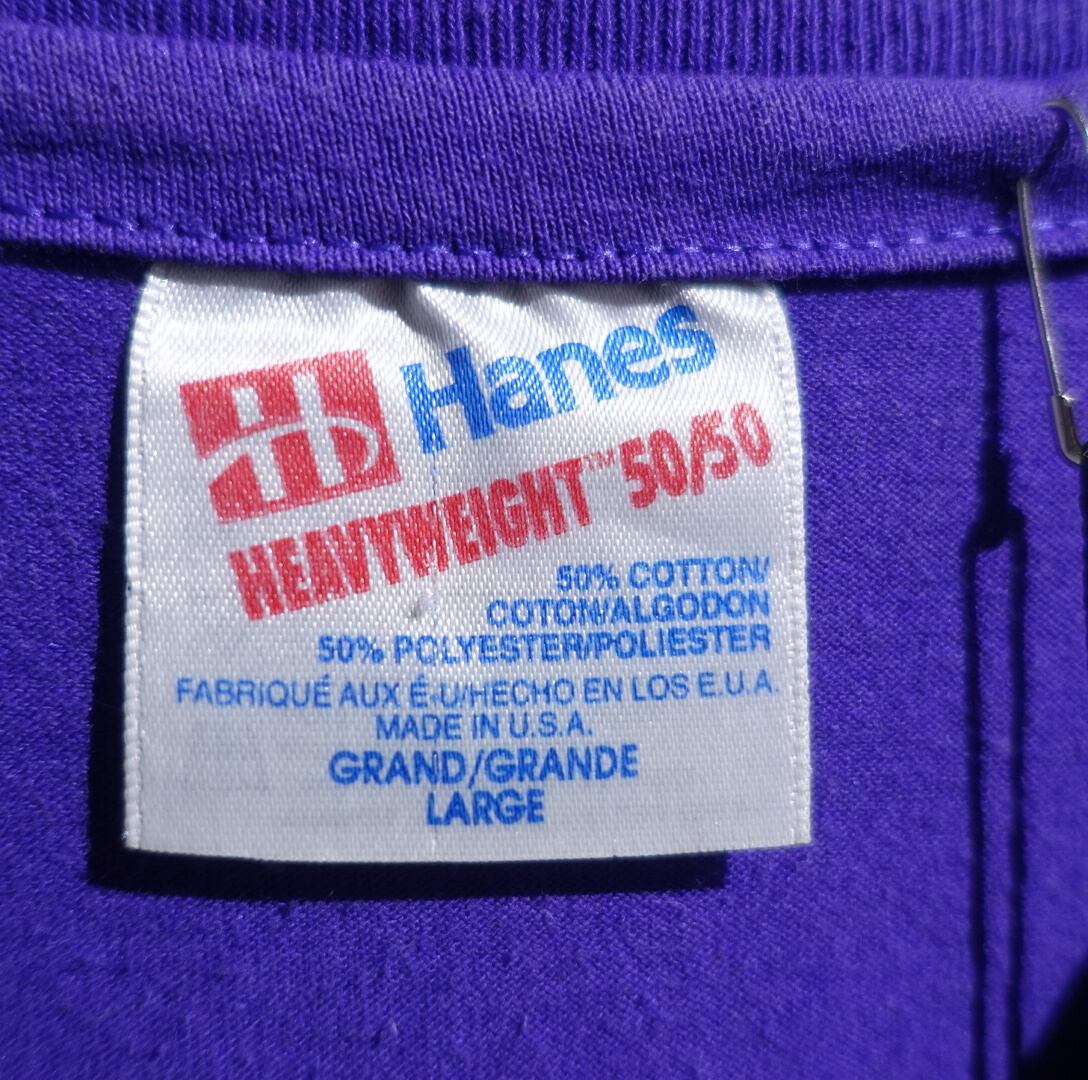 Hanes
HEAVYWEIGHT™ 50/50
50% COTTON/
COTON/ALGODON
50% POLYESTER/POLIESTER
FABRIQUÉ AUX É-U/HECHO EN LOS E.U.A.
MADE IN U.S.A.
GRAND/GRANDE
LARGE